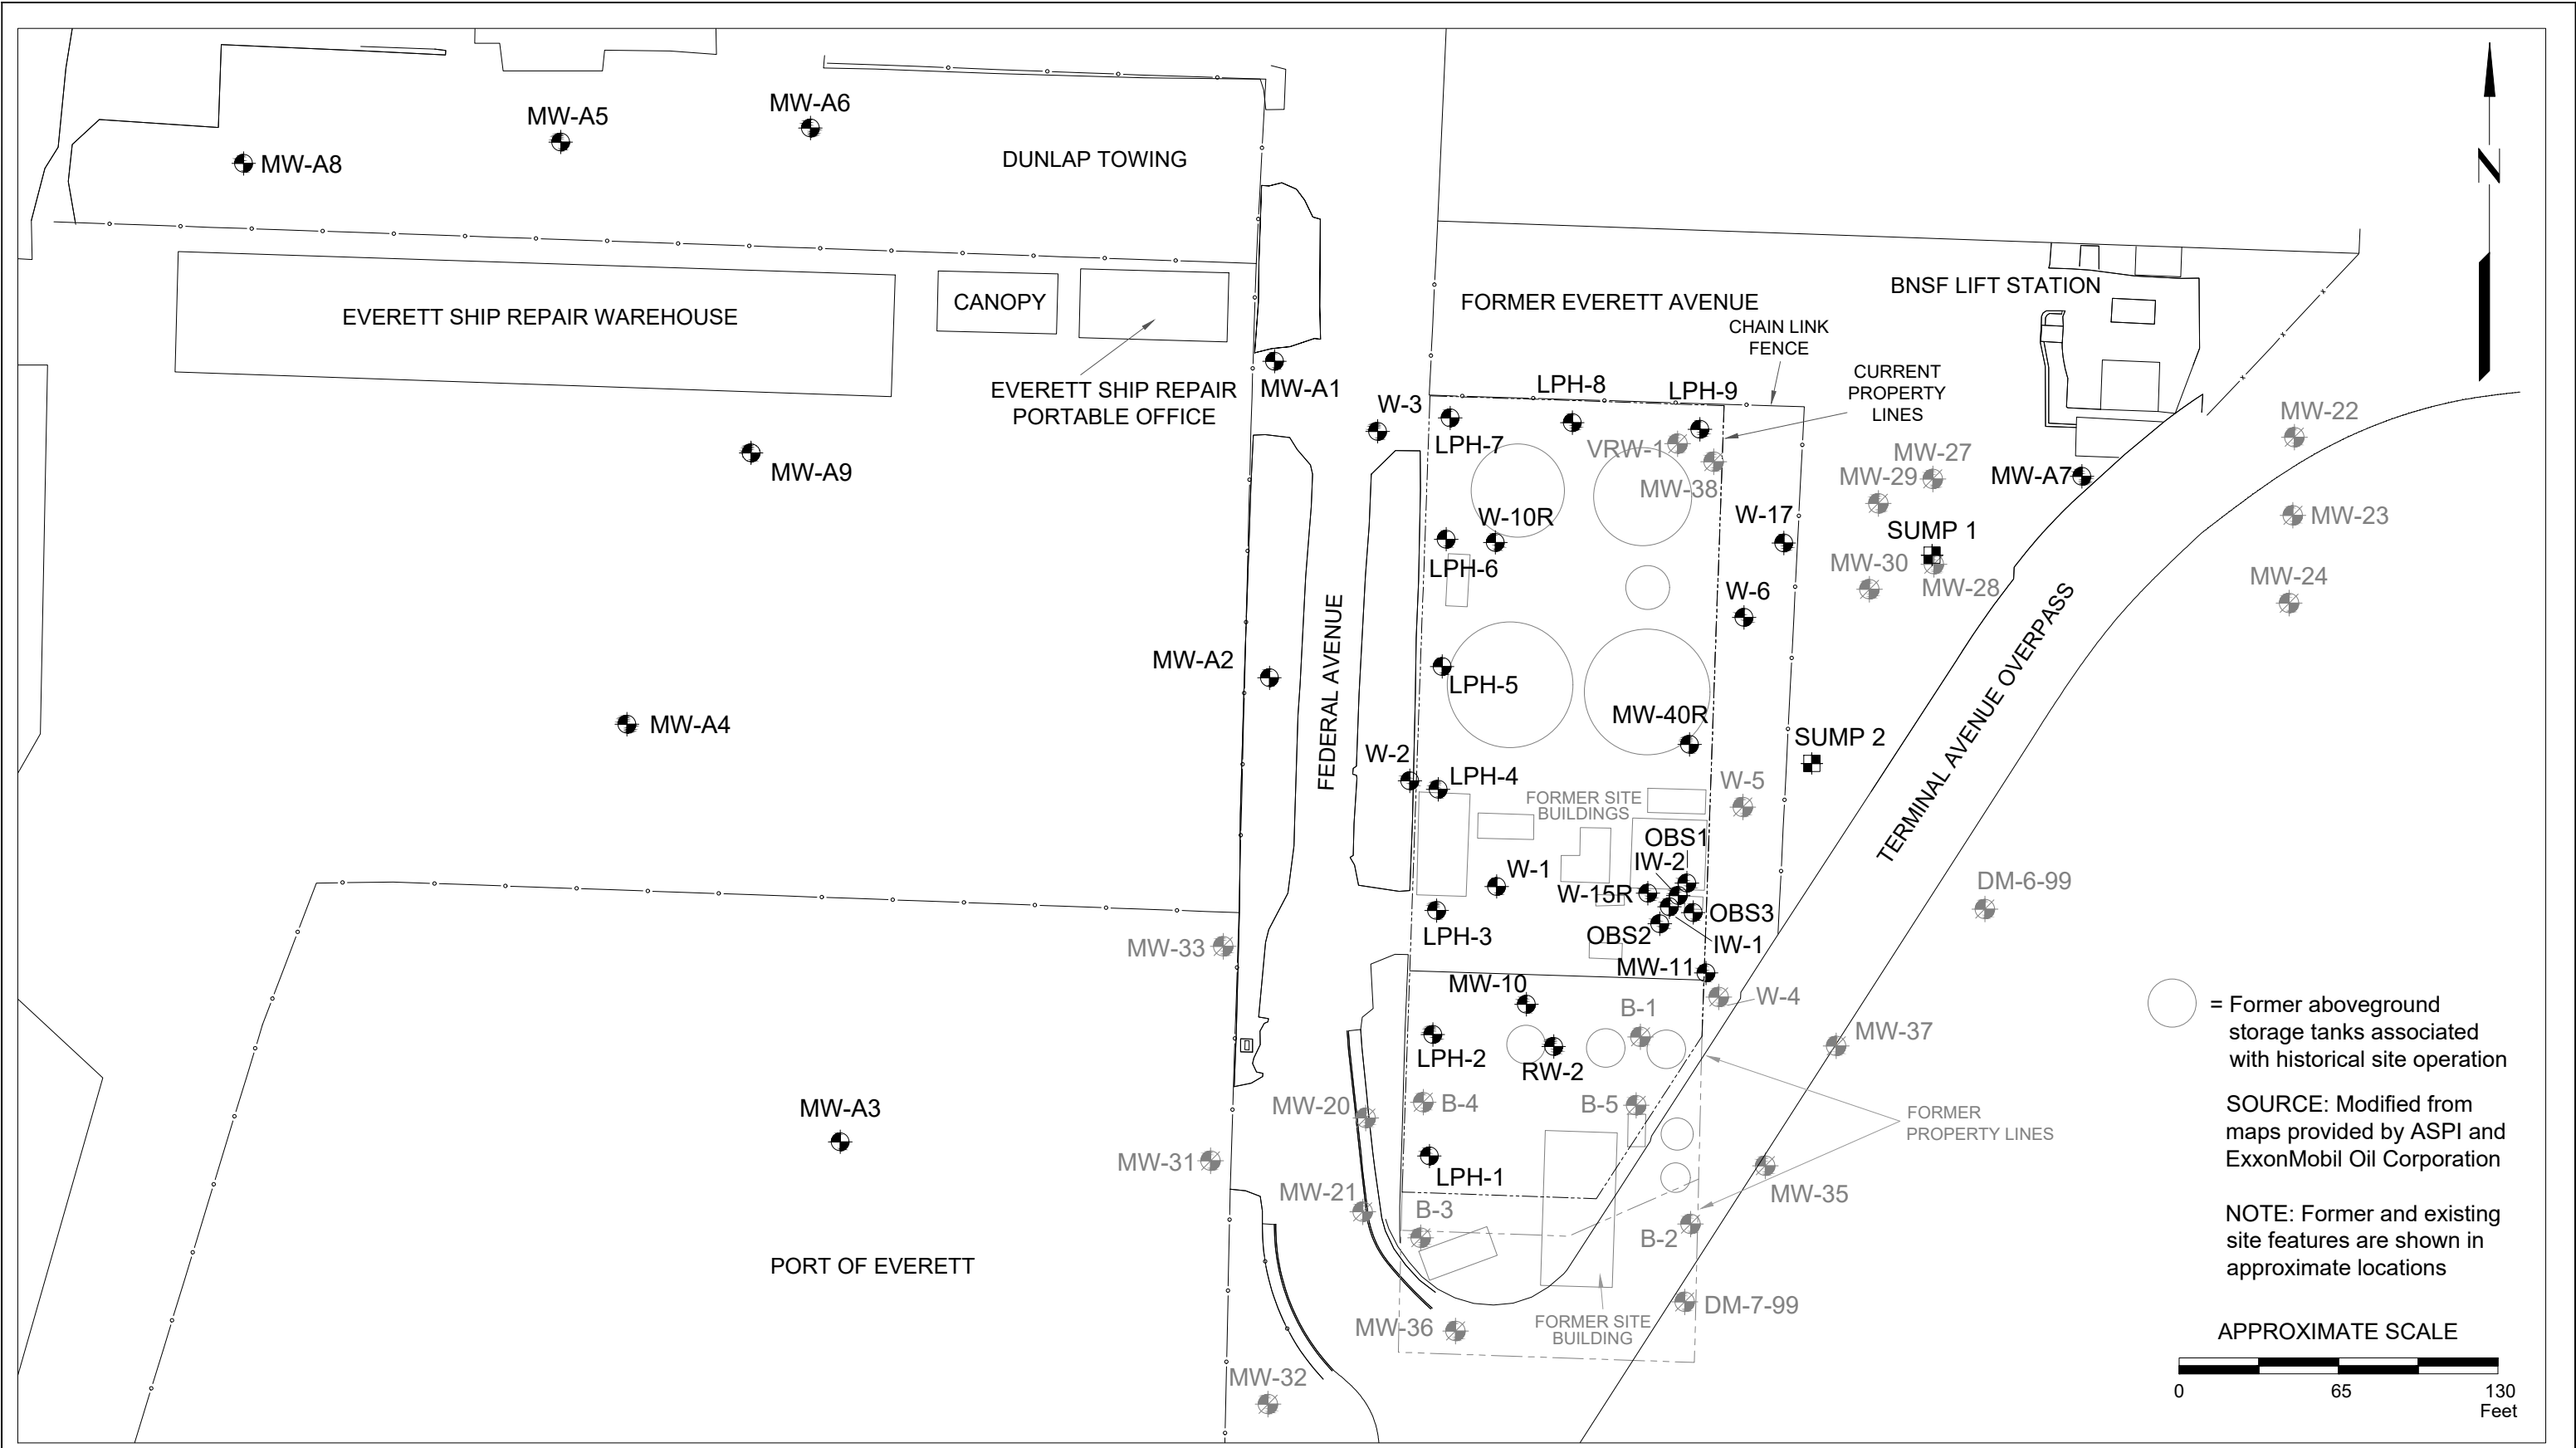 MW-A6
MW-A5
MW-A8
DUNLAP TOWING
N
EVERETT SHIP REPAIR WAREHOUSE
CANOPY
EVERETT SHIP REPAIR
PORTABLE OFFICE
MW-A1
FORMER EVERETT AVENUE
BNSF LIFT STATION
CHAIN LINK
FENCE
CURRENT
PROPERTY
LINES
LPH-8
LPH-9
W-3
LPH-7
VRW-1
MW-38
MW-22
MW-27
MW-29
MW-A7
MW-A9
W-10R
W-17
SUMP 1
MW-23
LPH-6
MW-30
MW-28
MW-24
W-6
FEDERAL AVENUE
TERMINAL AVENUE OVERPASS
MW-A2
LPH-5
MW-A4
MW-40R
SUMP 2
W-2
LPH-4
W-5
FORMER SITE
BUILDINGS
OBS1
IW-2
W-1
W-15R
DM-6-99
OBS3
LPH-3
OBS2
IW-1
MW-33
MW-11
MW-10
W-4
B-1
MW-37
= Former aboveground
storage tanks associated
with historical site operation
LPH-2
RW-2
MW-A3
MW-20
B-4
B-5
FORMER
PROPERTY LINES
SOURCE: Modified from
maps provided by ASPI and
ExxonMobil Oil Corporation
MW-31
LPH-1
MW-21
MW-35
B-3
B-2
NOTE: Former and existing
site features are shown in
approximate locations
PORT OF EVERETT
DM-7-99
MW-36
FORMER SITE
BUILDING
APPROXIMATE SCALE
MW-32
0 65 130
Feet